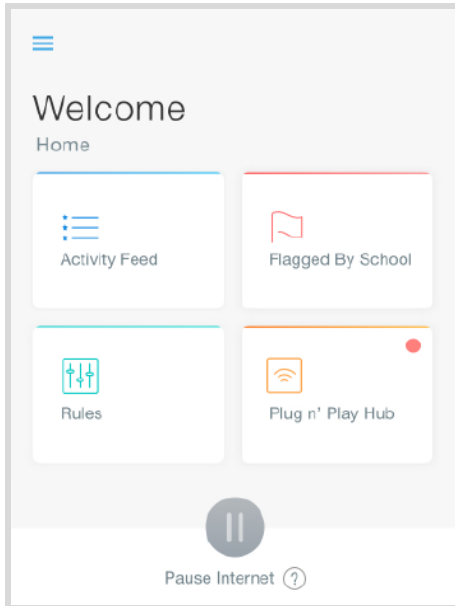 Welcome
Home
Activity Feed
Flagged By School
Rules
Plug n' Play Hub
Pause Internet ?